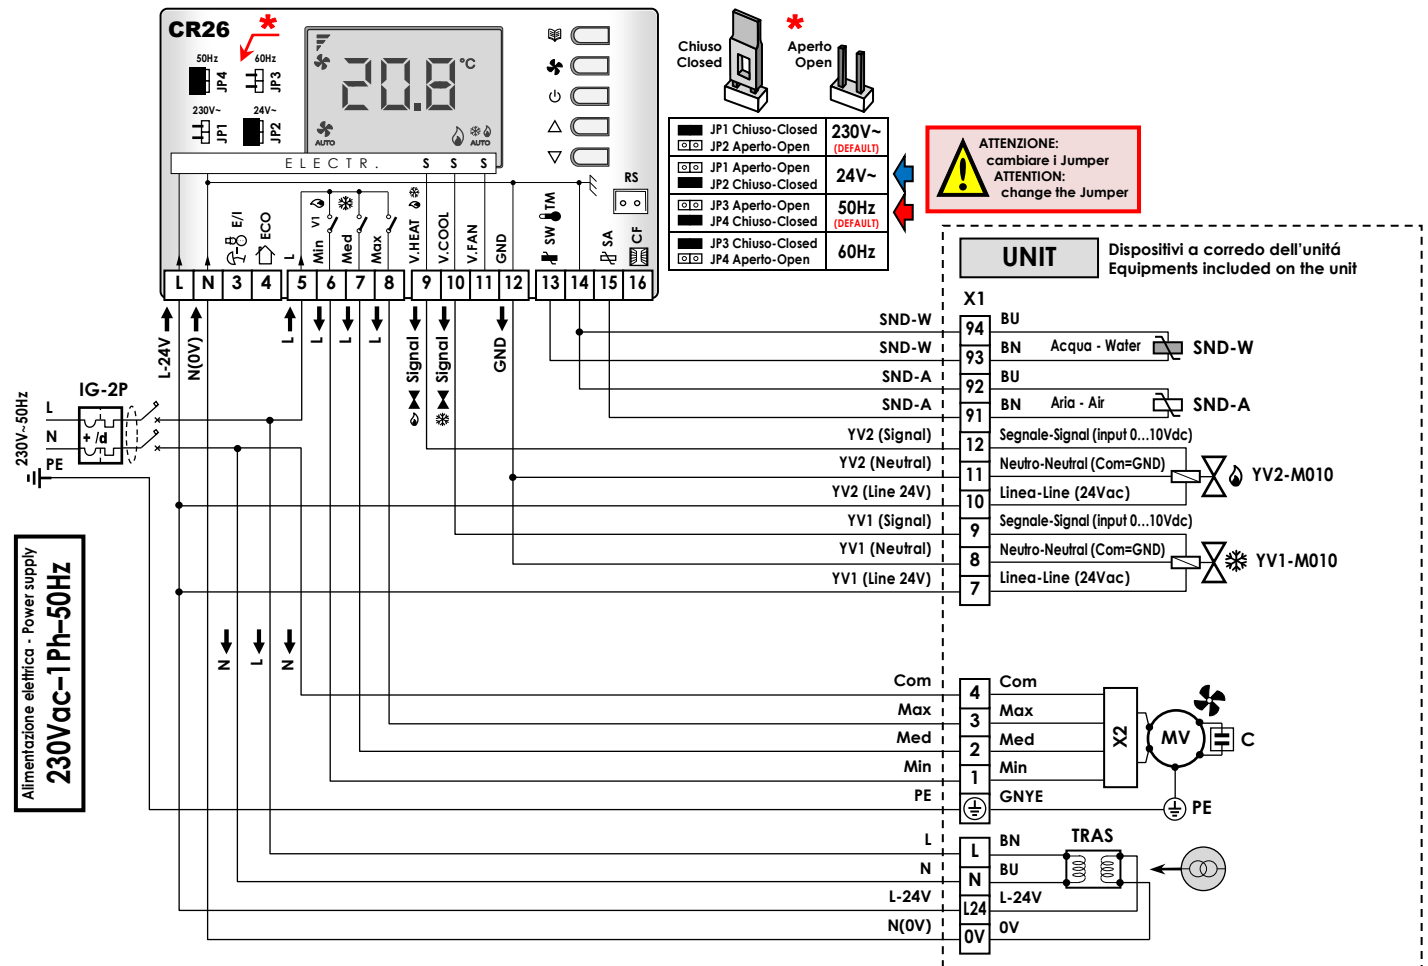 CR26
*
50Hz
JP4
60Hz
JP3
230V~
JP1
24V~
JP2
20.8 °C
AUTO
AUTO
ELECTR.
S S S
RS
Chiuso
Closed
*
Aperto
Open
JP1 Chiuso-Closed
JP2 Aperto-Open
230V~
(DEFAULT)
JP1 Aperto-Open
JP2 Chiuso-Closed
24V~
JP3 Aperto-Open
JP4 Chiuso-Closed
50Hz
(DEFAULT)
JP3 Chiuso-Closed
JP4 Aperto-Open
60Hz
ATTENZIONE:
cambiare i Jumper
ATTENTION:
change the Jumper
E/I
ECO
L
Min V1
Med
Max
V.HEAT
V.COOL
V.FAN
GND
SW TM
SA
CF
L N 3 4 5 6 7 8 9 10 11 12 13 14 15 16
L-24V
N(0V)
L
L
L
L
Signal
Signal
GND
UNIT
Dispositivi a corredo dell'unitá
Equipments included on the unit
X1
SND-W 94 BU
SND-W 93 BN
Acqua - Water
SND-W
SND-A 92 BU
SND-A 91 BN
Aria - Air
SND-A
YV2 (Signal) 12 Segnale-Signal (input 0...10Vdc)
YV2 (Neutral) 11 Neutro-Neutral (Com=GND)
YV2-M010
YV2 (Line 24V) 10 Linea-Line (24Vac)
YV1 (Signal) 9 Segnale-Signal (input 0...10Vdc)
YV1 (Neutral) 8 Neutro-Neutral (Com=GND)
YV1-M010
YV1 (Line 24V) 7 Linea-Line (24Vac)
IG-2P
230V~50Hz
L
N
PE
+ /d
Alimentazione elettrica - Power supply
230Vac-1Ph-50Hz
N
L
N
Com 4 Com
Max 3 Max
Med 2 Med
Min 1 Min
X2
MV
C
PE GNYE
PE
TRAS
L L BN
N N BU
L-24V L24 L-24V
N(0V) 0V 0V